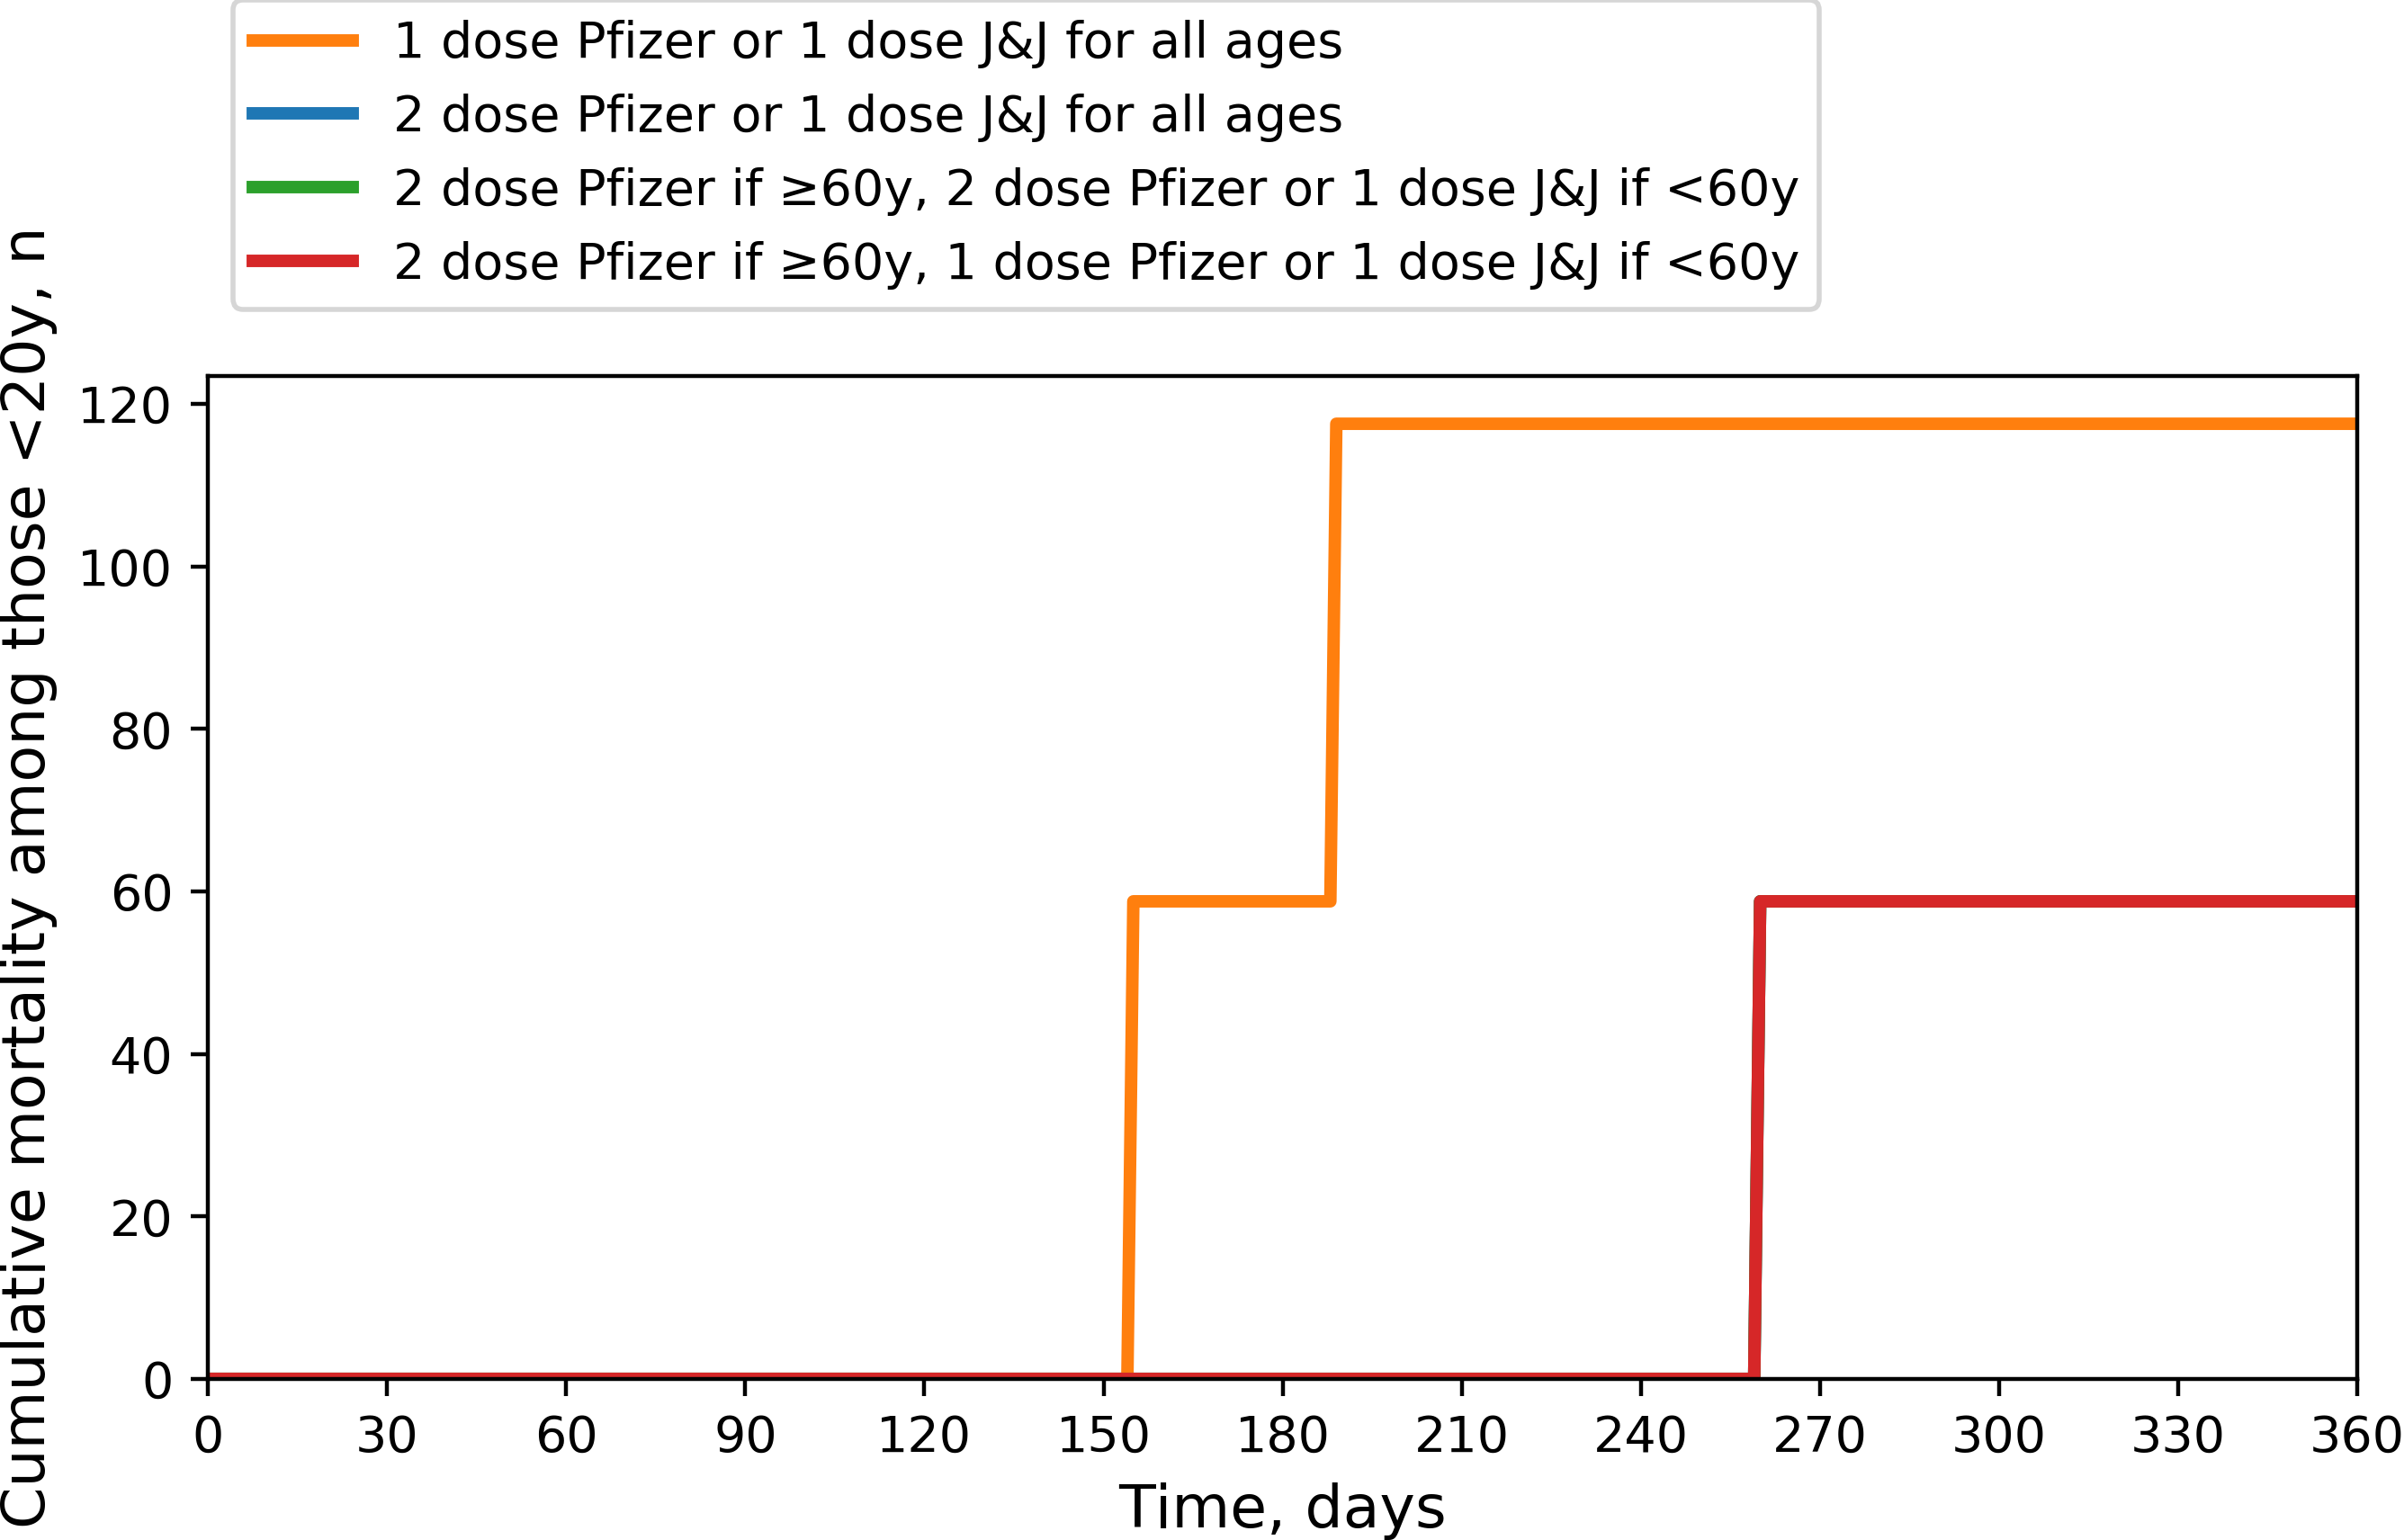 1 dose Pfizer or 1 dose J&J for all ages
2 dose Pfizer or 1 dose J&J for all ages
2 dose Pfizer if ≥60y, 2 dose Pfizer or 1 dose J&J if <60y
2 dose Pfizer if ≥60y, 1 dose Pfizer or 1 dose J&J if <60y
Cumulative mortality among those <20y, n
120
100
80
60
40
20
0
0 30 60 90 120 150 180 210 240 270 300 330 360
Time, days